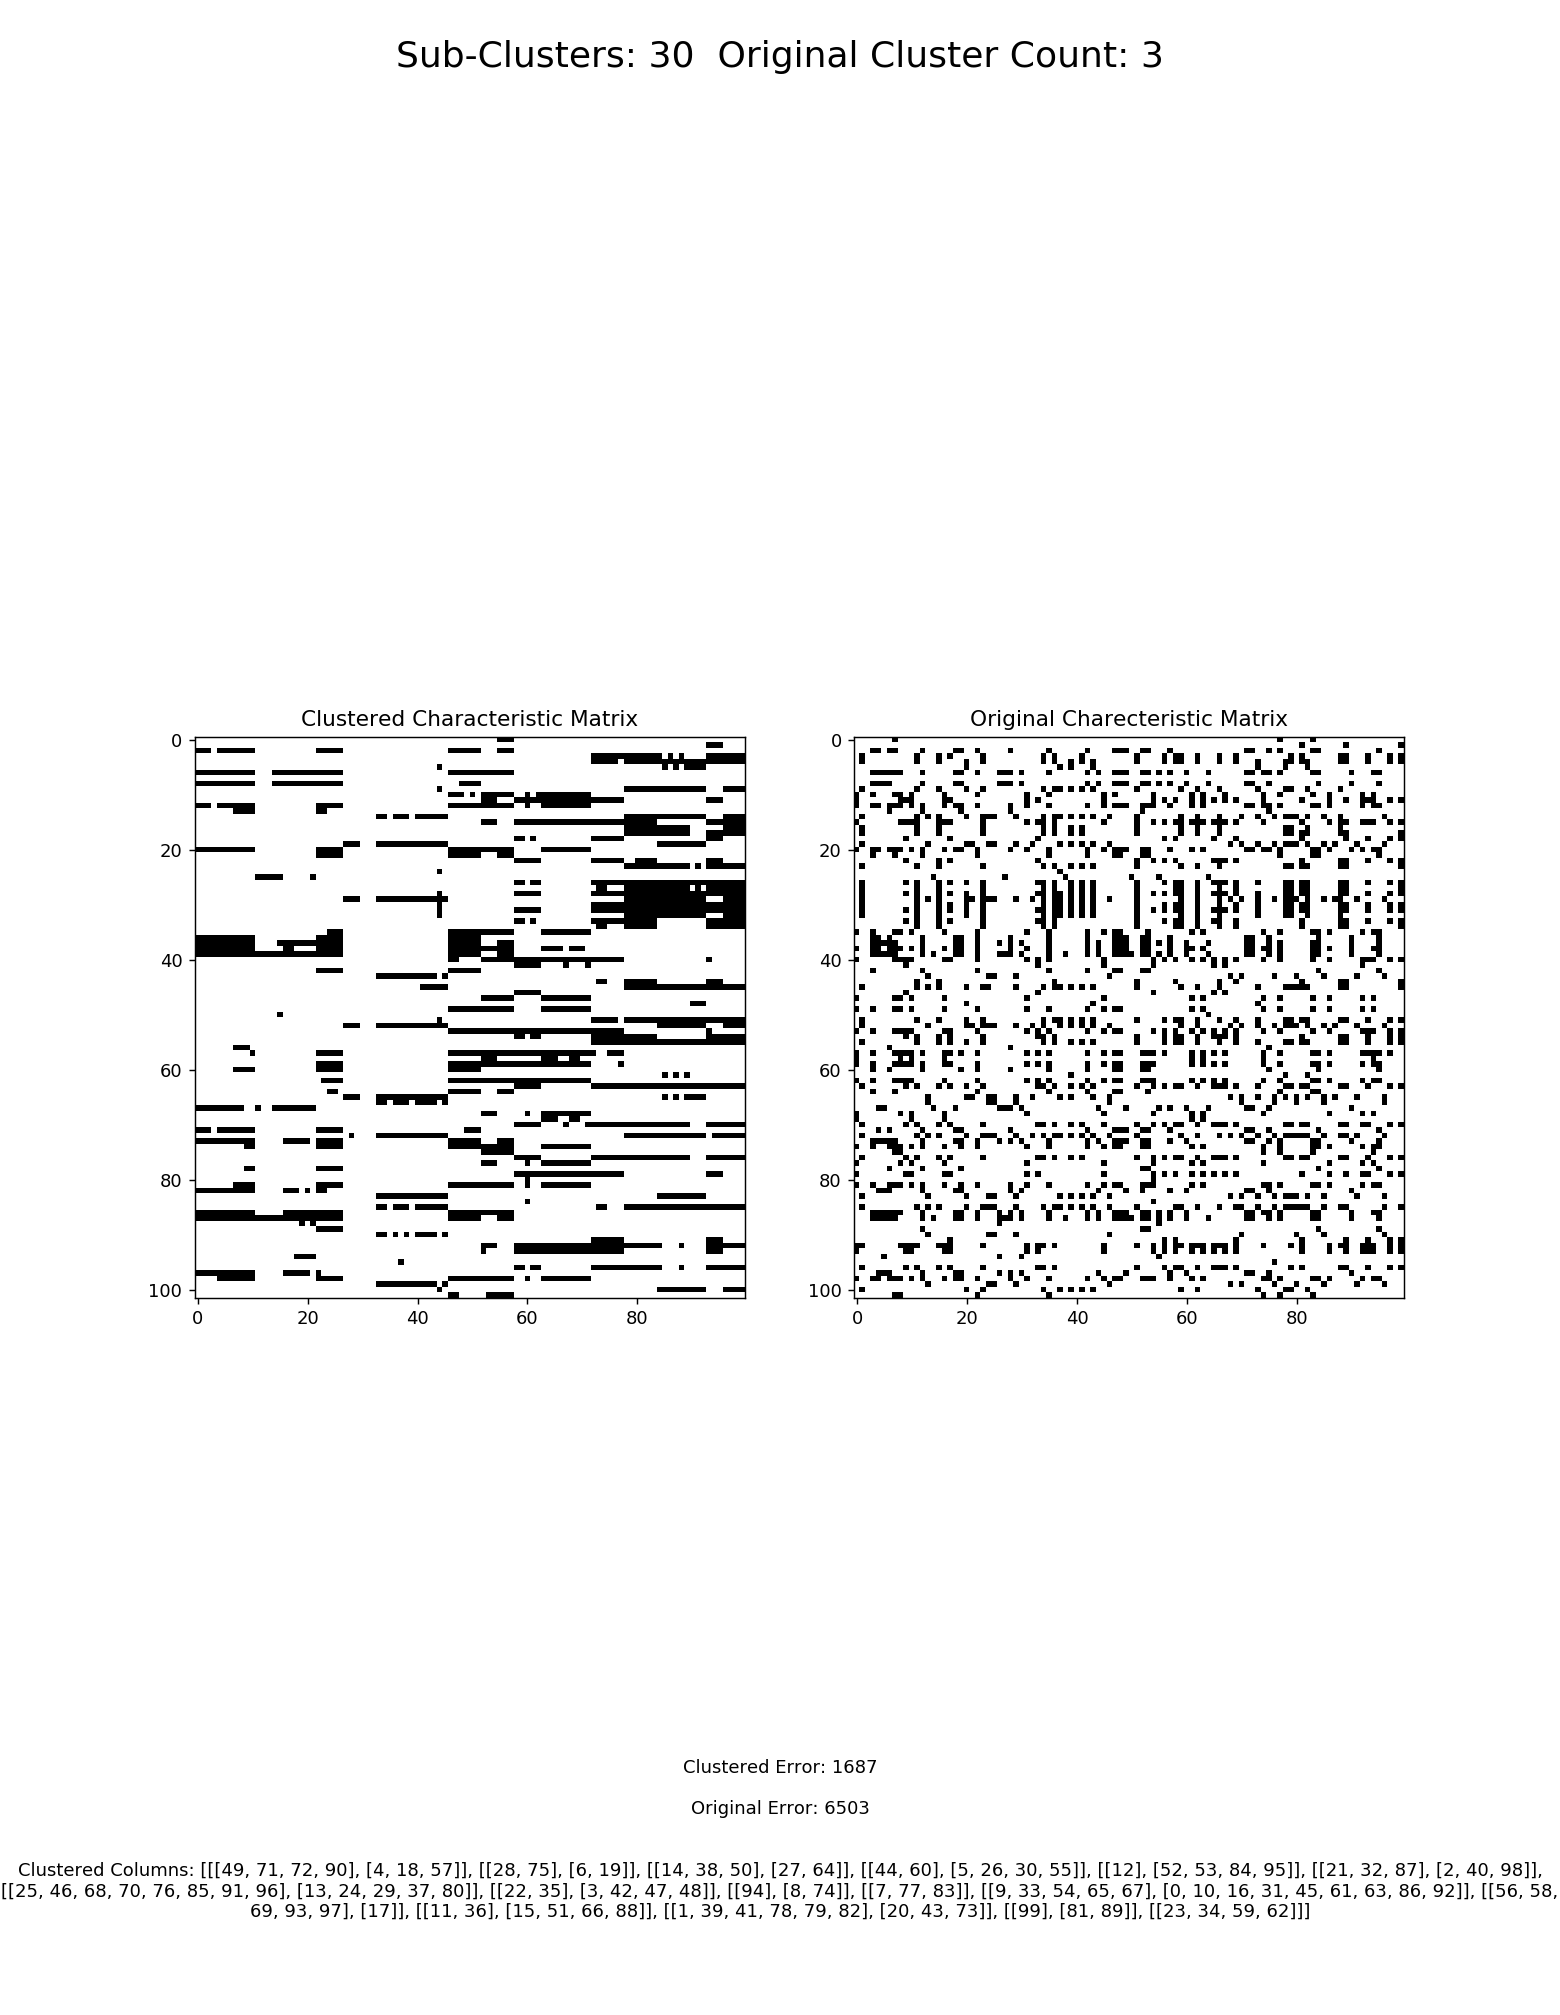 Sub-Clusters: 30  Original Cluster Count: 3
Clustered Characteristic Matrix
0
20
40
60
80
100
0 20 40 60 80
Original Charecteristic Matrix
0
20
40
60
80
100
0 20 40 60 80
Clustered Error: 1687
Original Error: 6503
Clustered Columns: [[[49, 71, 72, 90], [4, 18, 57]], [[28, 75], [6, 19]], [[14, 38, 50], [27, 64]], [[44, 60], [5, 26, 30, 55]], [[12], [52, 53, 84, 95]], [[21, 32, 87], [2, 40, 98]],
[[25, 46, 68, 70, 76, 85, 91, 96], [13, 24, 29, 37, 80]], [[22, 35], [3, 42, 47, 48]], [[94], [8, 74]], [[7, 77, 83]], [[9, 33, 54, 65, 67], [0, 10, 16, 31, 45, 61, 63, 86, 92]], [[56, 58,
69, 93, 97], [17]], [[11, 36], [15, 51, 66, 88]], [[1, 39, 41, 78, 79, 82], [20, 43, 73]], [[99], [81, 89]], [[23, 34, 59, 62]]]